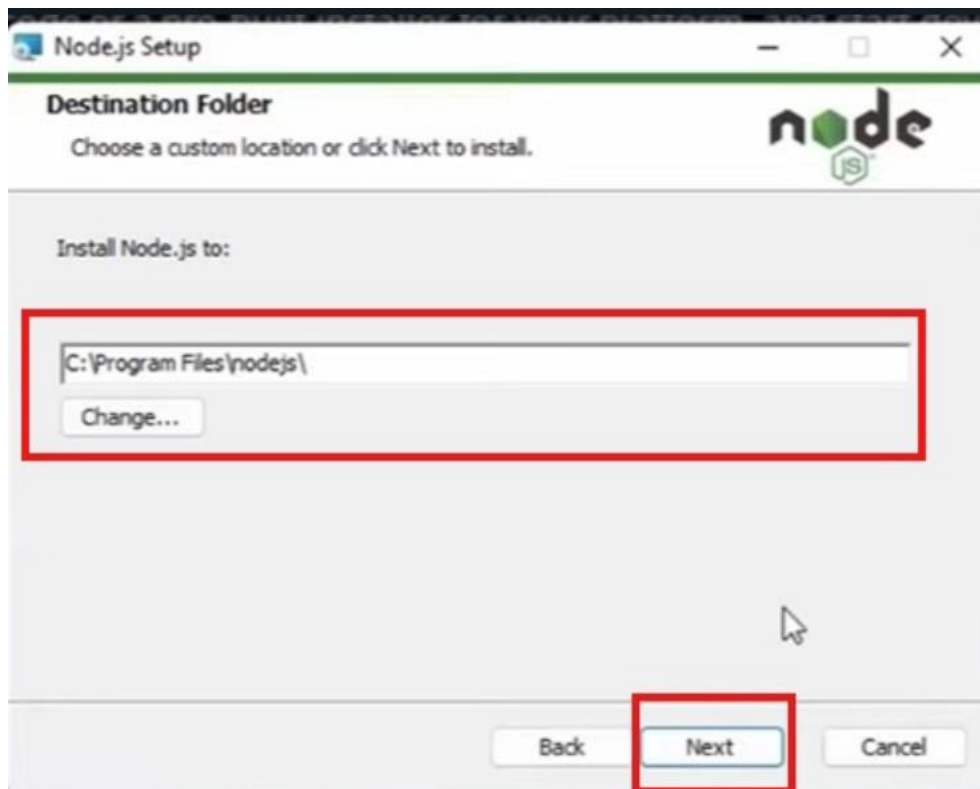 Node.js Setup
Destination Folder
node
Choose a custom location or click Next to install.
JS
Install Node.js to:
C:\Program Files\nodejs\
Change...
Back Next Cancel